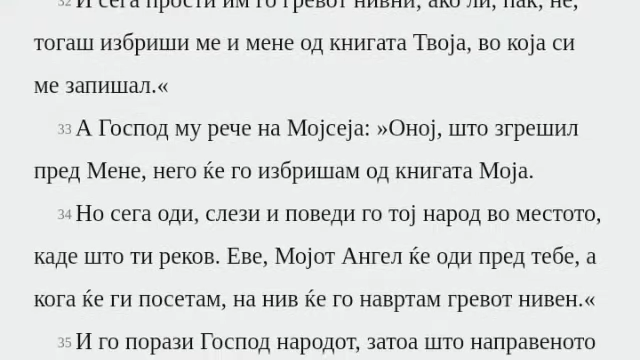 32 И сега прости им го гревот нивни; ако ли, пак, не,
тогаш избриши ме и мене од книгата Твоја, во која си
ме запишал.«
33 А Господ му рече на Мојсеја: »Оној, што згрешил
пред Мене, него ќе го избришам од книгата Моја.
34 Но сега оди, слези и поведи го тој народ во местото,
каде што ти реков. Еве, Мојот Ангел ќе оди пред тебе, а
кога ќе ги посетам, на нив ќе го навртам гревот нивен.«
35 И го порази Господ народот, затоа што направеното